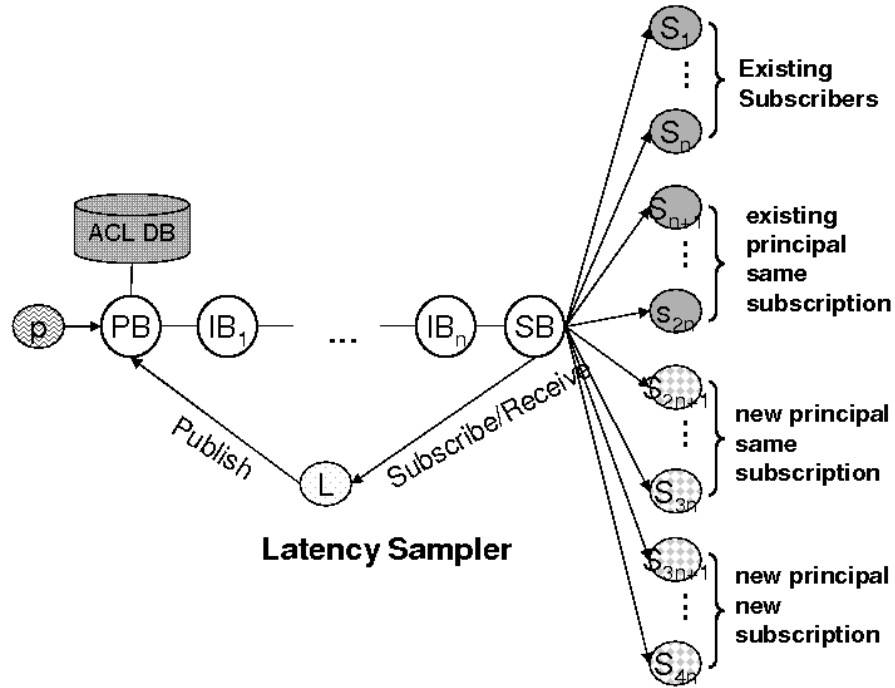 S1
⋮
Sn
Existing
Subscribers
Sn+1
⋮
s2n
existing
principal
same
subscription
ACL DB
p
PB
IB1
...
IBn
SB
S2n+1
⋮
S3n
new principal
same
subscription
Publish
Subscribe/Receive
L
Latency Sampler
S3n+1
⋮
S4n
new principal
new
subscription